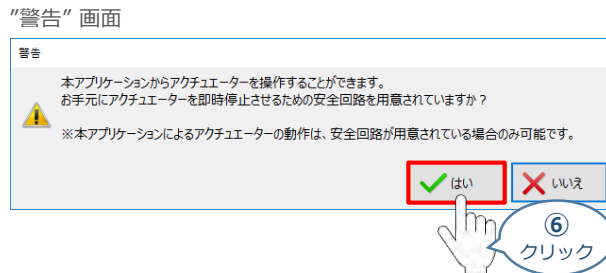 ”警告” 画面
警告
本アプリケーションからアクチュエーターを操作することができます。
お手元にアクチュエーターを即時停止させるための安全回路を用意されていますか？
※本アプリケーションによるアクチュエーターの動作は、安全回路が用意されている場合のみ可能です。
はい
いいえ
⑥
クリック